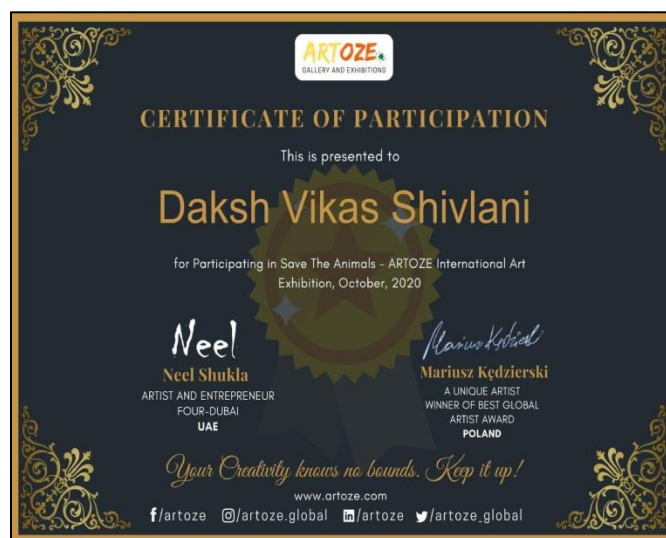 ARTOZE
GALLERY AND EXHIBITIONS
CERTIFICATE OF PARTICIPATION
This is presented to
Daksh Vikas Shivlani
for Participating in Save The Animals - ARTOZE International Art
Exhibition, October, 2020
Neel
Neel Shukla
ARTIST AND ENTREPRENEUR
FOUR-DUBAI
UAE
Mariusz Kędzierski
Mariusz Kędzierski
A UNIQUE ARTIST
WINNER OF BEST GLOBAL
ARTIST AWARD
POLAND
Your Creativity knows no bounds. Keep it up!
www.artoze.com
/artoze /artoze.global /artoze /artoze_global